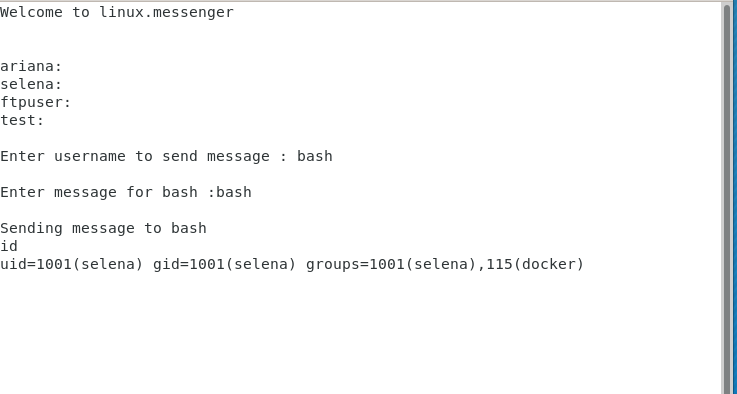 Welcome to linux.messenger
ariana:
selena:
ftpuser:
test:
Enter username to send message : bash
Enter message for bash :bash
Sending message to bash
id
uid=1001(selena) gid=1001(selena) groups=1001(selena),115(docker)